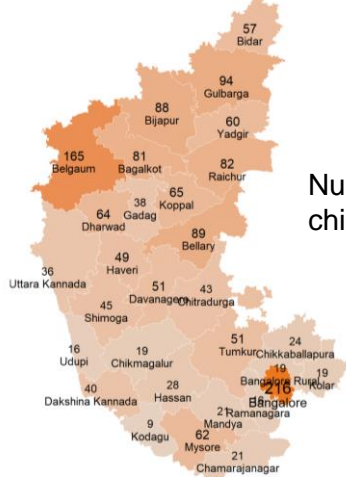 57
Bidar
94
Gulbarga
88
Bijapur
60
Yadgir
165
Belgaum
81
Bagalkot
82
Raichur
65
Koppal
38
Gadag
64
Dharwad
Nu
chi
89
Bellary
49
Haveri
36
Uttara Kannada
51
Davanagere
43
Chitradurga
45
Shimoga
51
Tumkur
24
Chikkaballapura
16
Udupi
19
Chikmagalur
19
Bangalore Rural
19
Kolar
216
Bangalore
40
Dakshina Kannada
28
Hassan
16
Ramanagara
21
Mandya
9
Kodagu
62
Mysore
21
Chamarajanagar